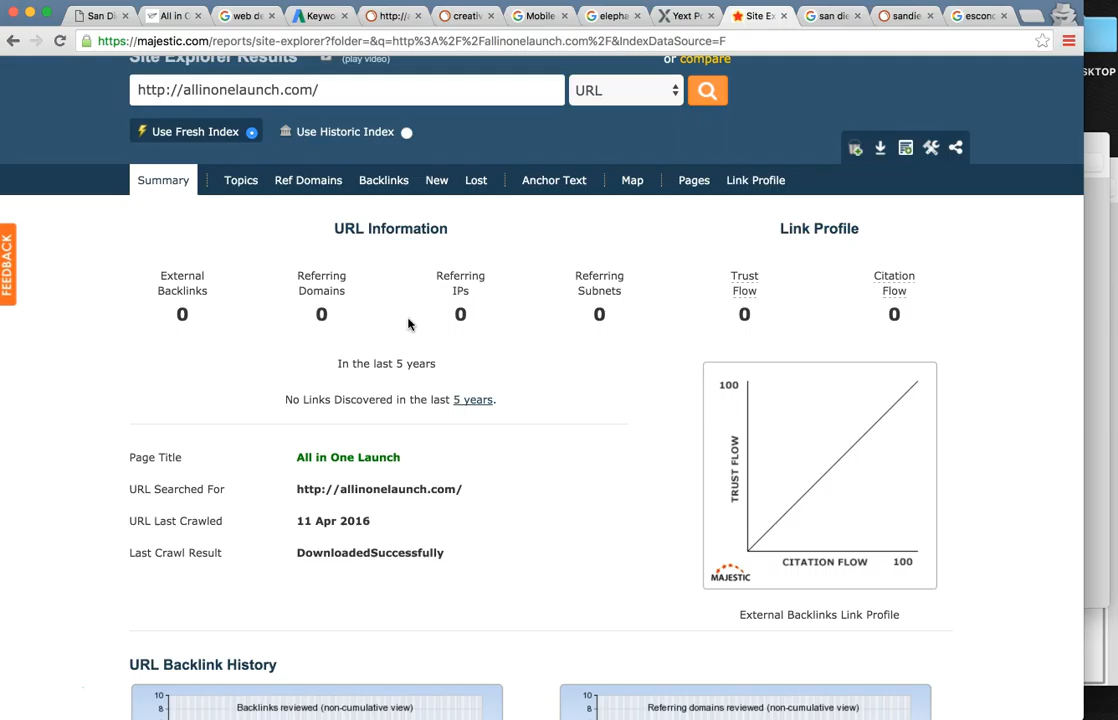 San Di
All in C
web de
Keywo
http://
creativ
Mobile
elepha
Yext P
Site Ex
san die
sandie
escon
https://majestic.com/reports/site-explorer?folder=&q=http%3A%2F%2Fallinonelaunch.com%2F&IndexDataSource=F
SKTOP
Site Explorer Results (play video) or compare
http://allinonelaunch.com/ URL
Use Fresh Index Use Historic Index
Summary Topics Ref Domains Backlinks New Lost Anchor Text Map Pages Link Profile
FEEDBACK
URL Information
External Backlinks
Referring Domains
Referring IPs
Referring Subnets
0 0 0 0
In the last 5 years
No Links Discovered in the last 5 years.
Page Title All in One Launch
URL Searched For http://allinonelaunch.com/
URL Last Crawled 11 Apr 2016
Last Crawl Result DownloadedSuccessfully
Link Profile
Trust Flow
Citation Flow
0 0
100
TRUST FLOW
CITATION FLOW 100
MAJESTIC
External Backlinks Link Profile
URL Backlink History
10
8
Backlinks reviewed (non-cumulative view)
10
8
Referring domains reviewed (non-cumulative view)